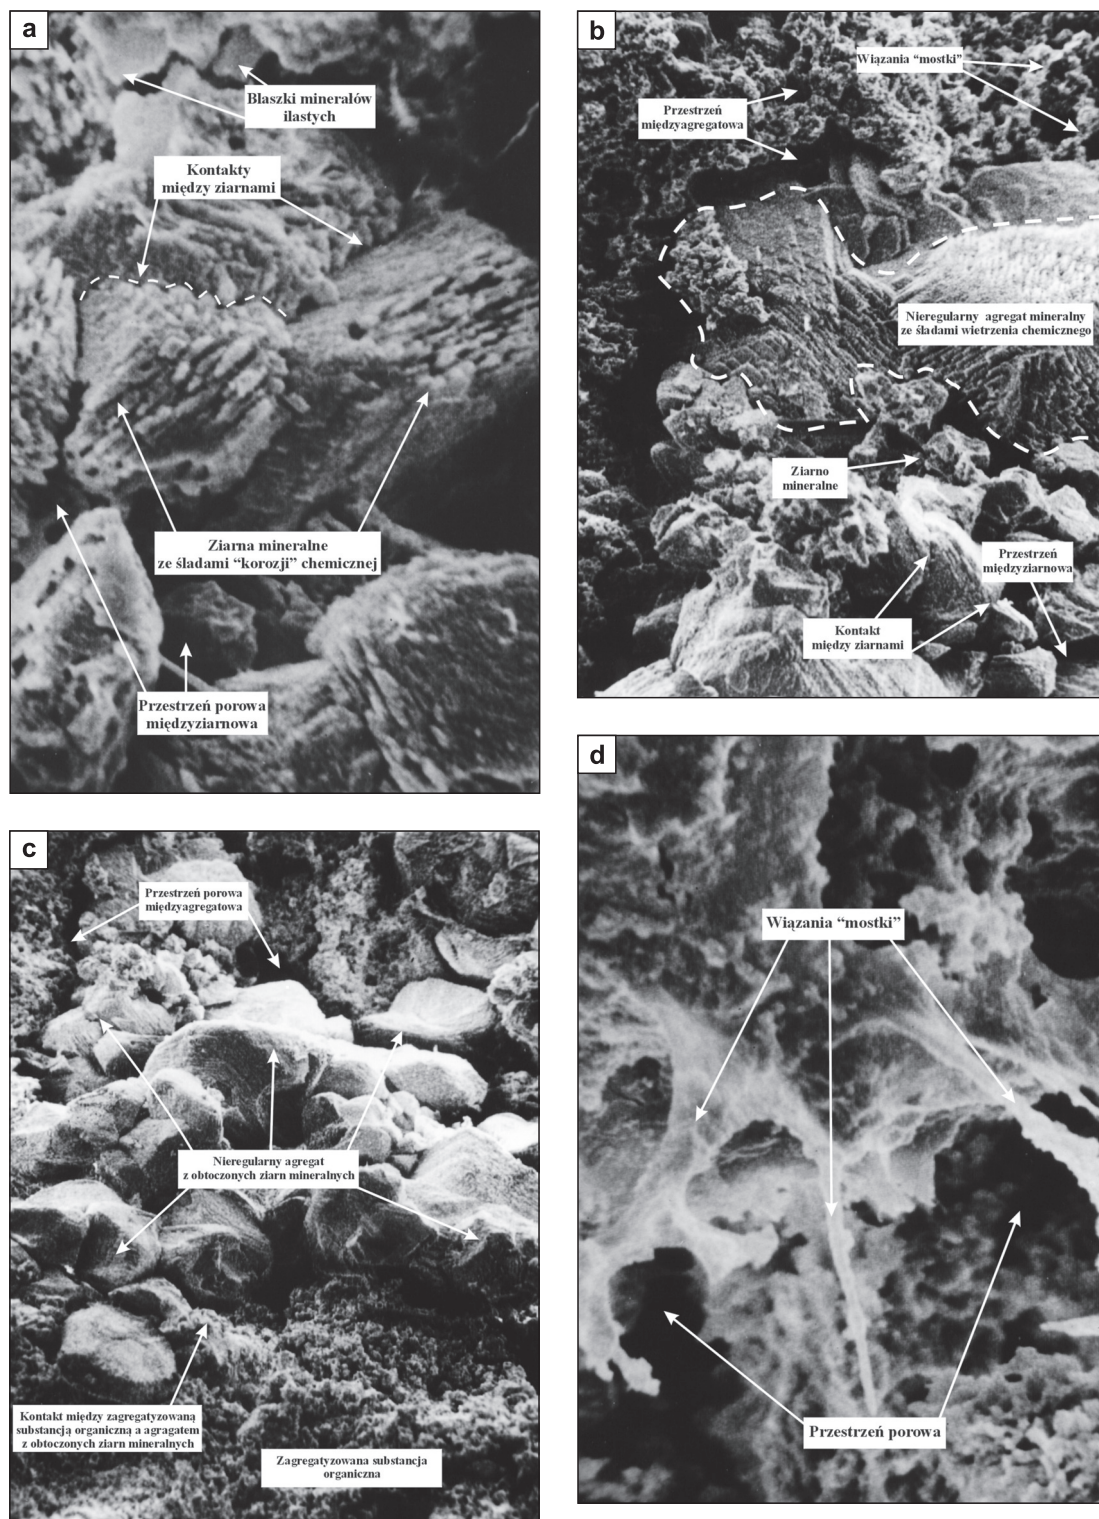 a
Blaszki minerałów
ilastych
Kontakty
między ziarnami
Ziarna mineralne
ze śladami “korozji” chemicznej
Przestrzeń porowa
międzyziarnowa
b
Wiązania “mostki”
Przestrzeń
międzyagregatowa
Nieregularny agregat mineralny
ze śladami wietrzenia chemicznego
Ziarno
mineralne
Przestrzeń
międzyziarnowa
Kontakt
między ziarnami
c
Przestrzeń porowa
międzyagregatowa
Nieregularny agregat
z obtoczonych ziarn mineralnych
Kontakt między zagregatyzowaną
substancją organiczną a agragatem
z obtoczonych ziarn mineralnych
Zagregatyzowana substancja
organiczna
d
Wiązania “mostki”
Przestrzeń porowa